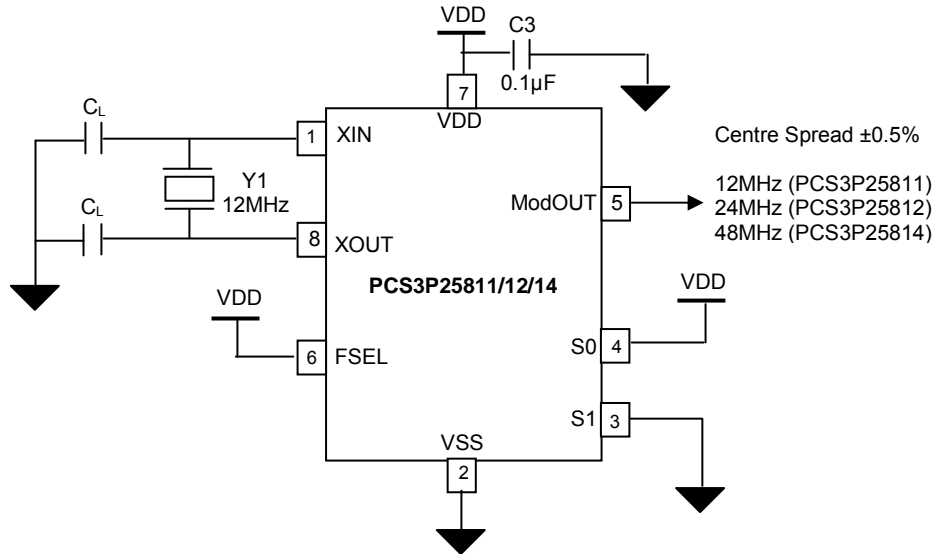 VDD
C3
0.1µF
7
VDD
CL
1
XIN
Y1
12MHz
CL
8
XOUT
ModOUT
5
Centre Spread ±0.5%
12MHz (PCS3P25811)
24MHz (PCS3P25812)
48MHz (PCS3P25814)
PCS3P25811/12/14
VDD
6
FSEL
VDD
S0
4
S1
3
VSS
2